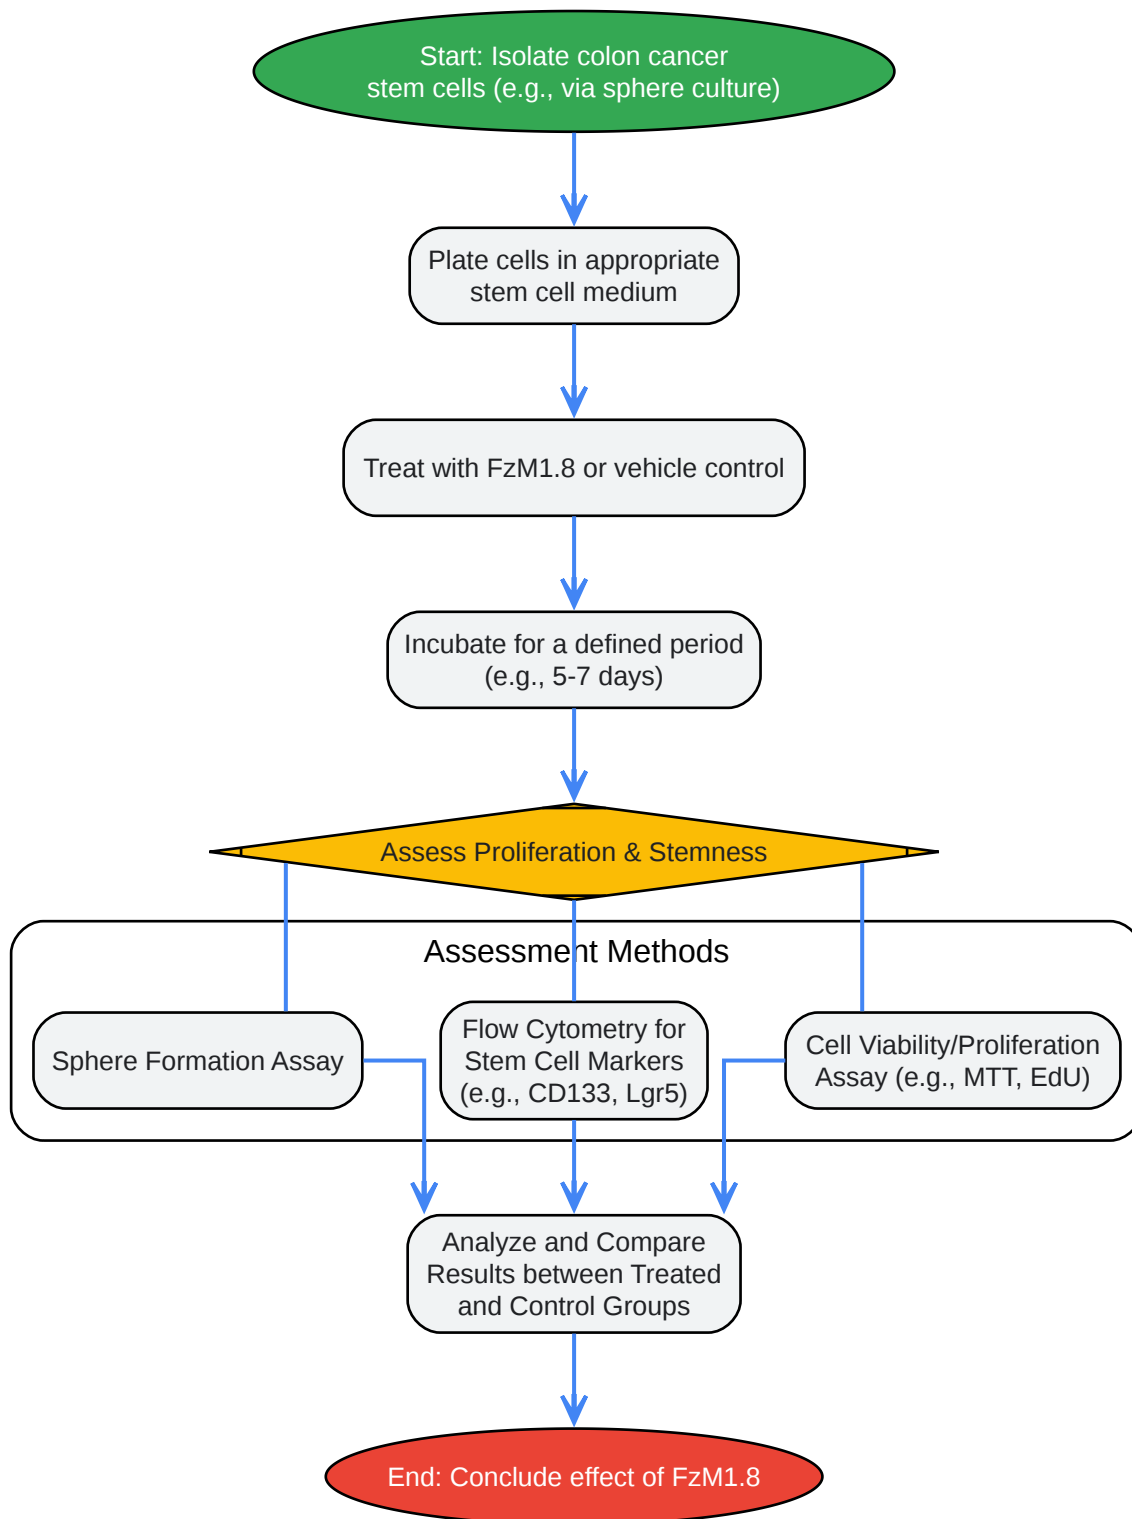 Start: Isolate colon cancer
stem cells (e.g., via sphere culture)
Plate cells in appropriate
stem cell medium
Treat with FzM1.8 or vehicle control
Incubate for a defined period
(e.g., 5-7 days)
Assess Proliferation & Stemness
Assessment Methods
Sphere Formation Assay
Flow Cytometry for
Stem Cell Markers
(e.g., CD133, Lgr5)
Cell Viability/Proliferation
Assay (e.g., MTT, EdU)
Analyze and Compare
Results between Treated
and Control Groups
End: Conclude effect of FzM1.8